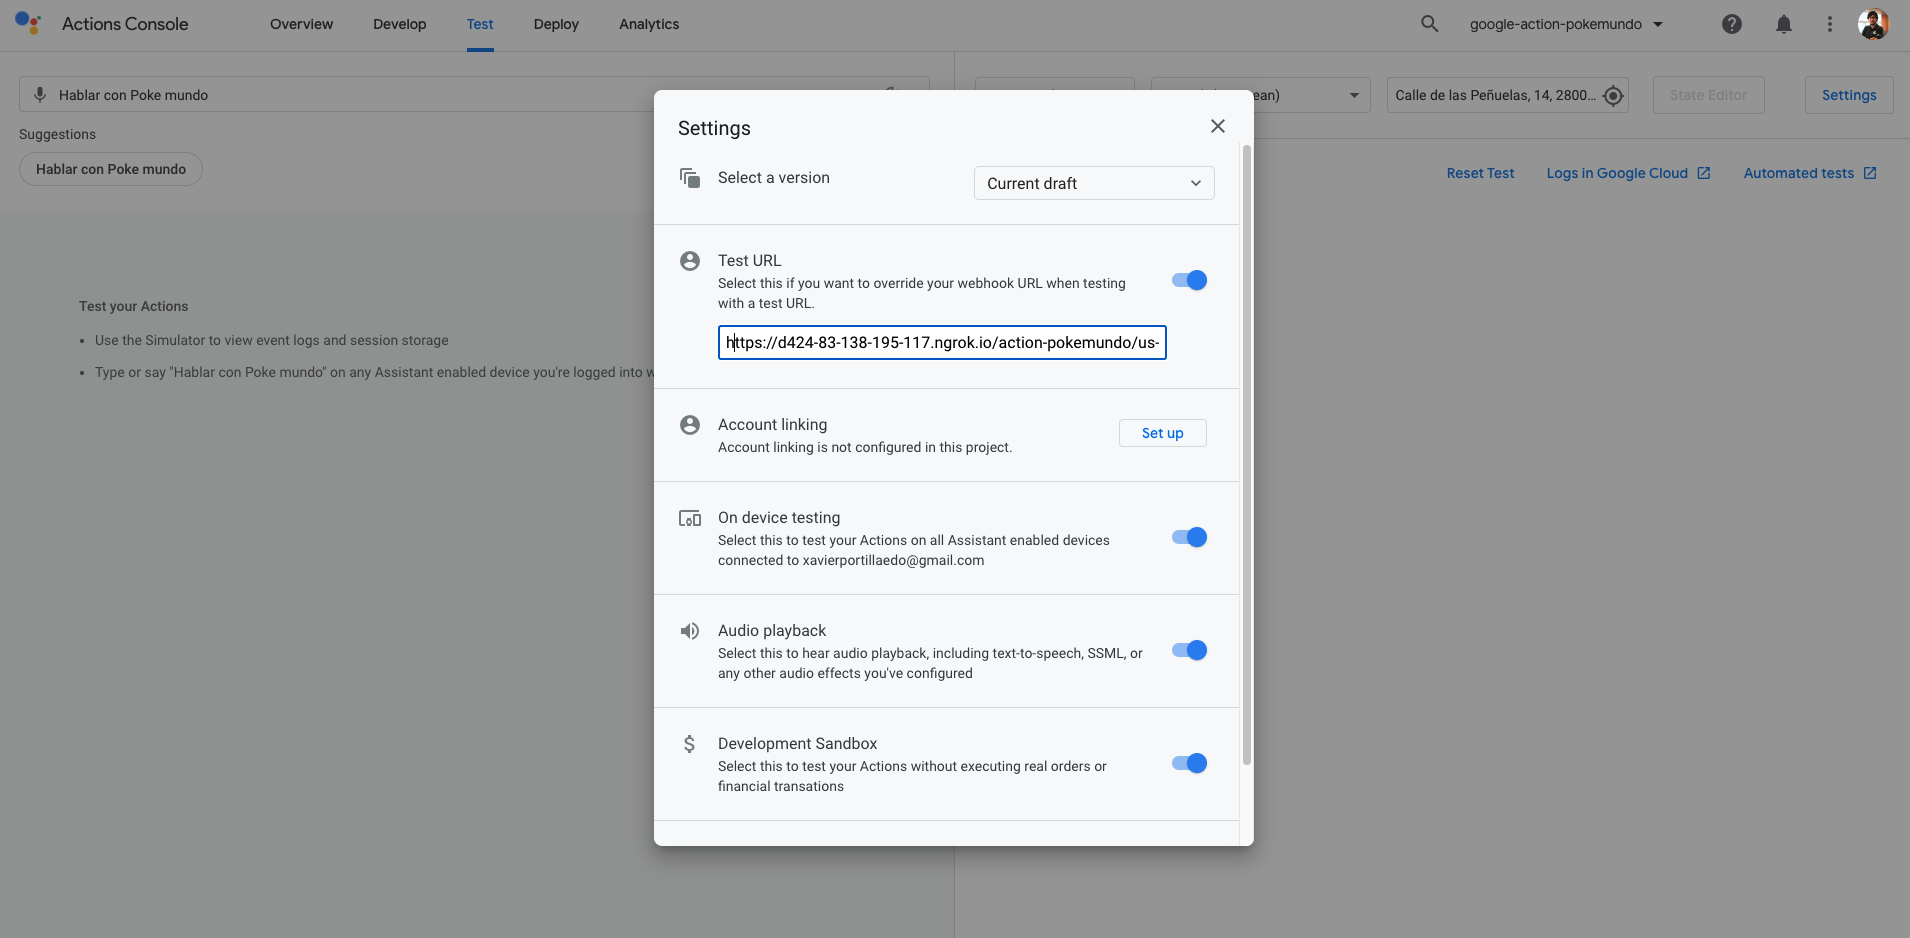 Actions Console
Overview
Develop
Test
Deploy
Analytics
google-action-pokemundo
Hablar con Poke mundo
Calle de las Peñuelas, 14, 2800...
State Editor
Settings
Suggestions
Hablar con Poke mundo
Reset Test
Logs in Google Cloud
Automated tests
Test your Actions
• Use the Simulator to view event logs and session storage
• Type or say "Hablar con Poke mundo" on any Assistant enabled device you're logged into
Settings
Select a version
Current draft
Test URL
Select this if you want to override your webhook URL when testing
with a test URL.
https://d424-83-138-195-117.ngrok.io/action-pokemundo/us-
Account linking
Account linking is not configured in this project.
Set up
On device testing
Select this to test your Actions on all Assistant enabled devices
connected to xavierportillaedo@gmail.com
Audio playback
Select this to hear audio playback, including text-to-speech, SSML, or
any other audio effects you've configured
Development Sandbox
Select this to test your Actions without executing real orders or
financial transations